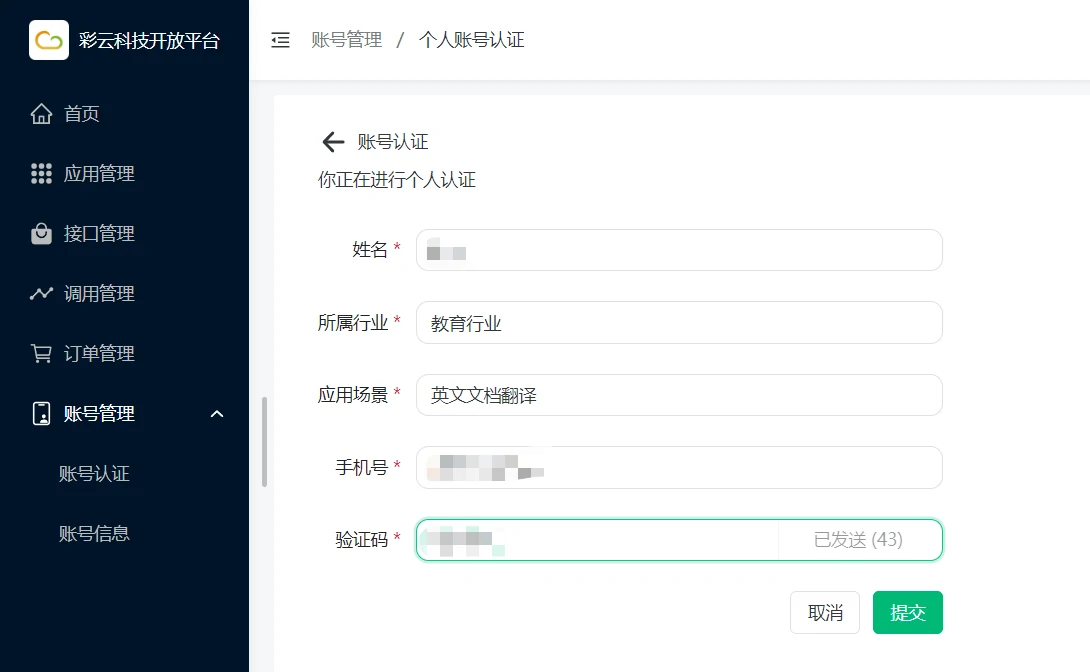 彩云科技开放平台
首页
应用管理
接口管理
调用管理
订单管理
账号管理
账号认证
账号信息
账号管理 / 个人账号认证
账号认证
你正在进行个人认证
姓名 *
所属行业 * 教育行业
应用场景 * 英文文档翻译
手机号 *
验证码 * 已发送 (43)
取消 提交